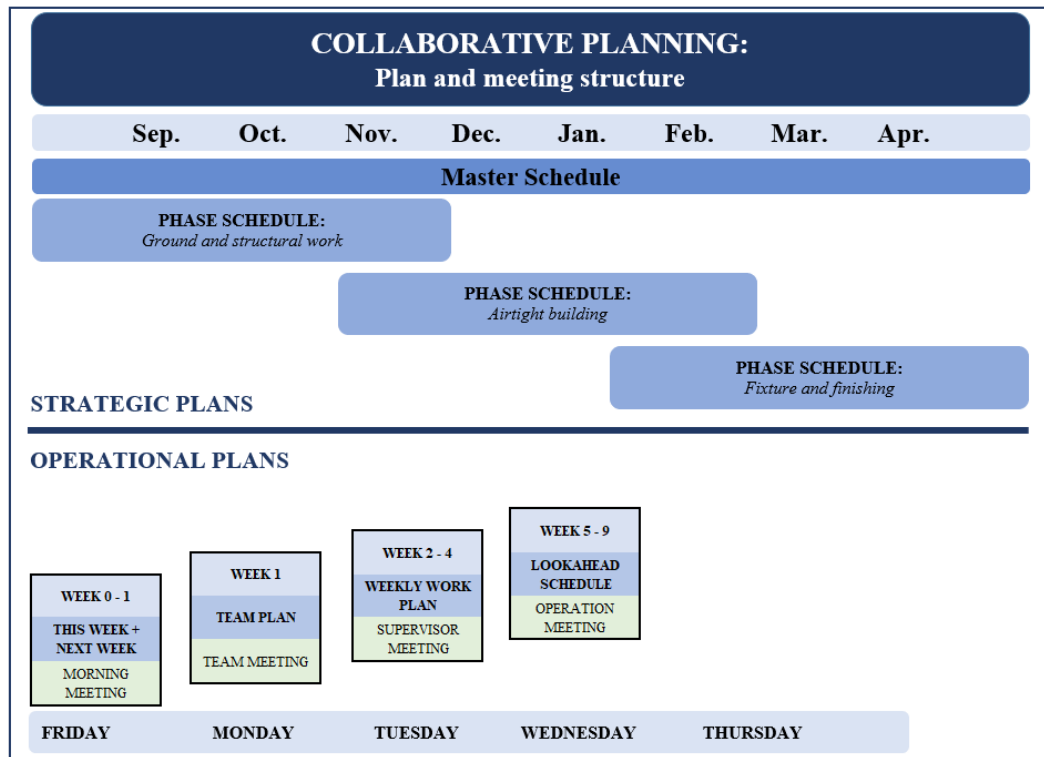 COLLABORATIVE PLANNING:
Plan and meeting structure
Sep. Oct. Nov. Dec. Jan. Feb. Mar. Apr.
Master Schedule
PHASE SCHEDULE:
Ground and structural work
PHASE SCHEDULE:
Airtight building
PHASE SCHEDULE:
Fixture and finishing
STRATEGIC PLANS
OPERATIONAL PLANS
WEEK 0 - 1
THIS WEEK +
NEXT WEEK
MORNING
MEETING
WEEK 1
TEAM PLAN
TEAM MEETING
WEEK 2 - 4
WEEKLY WORK
PLAN
SUPERVISOR
MEETING
WEEK 5 - 9
LOOKAHEAD
SCHEDULE
OPERATION
MEETING
FRIDAY MONDAY TUESDAY WEDNESDAY THURSDAY